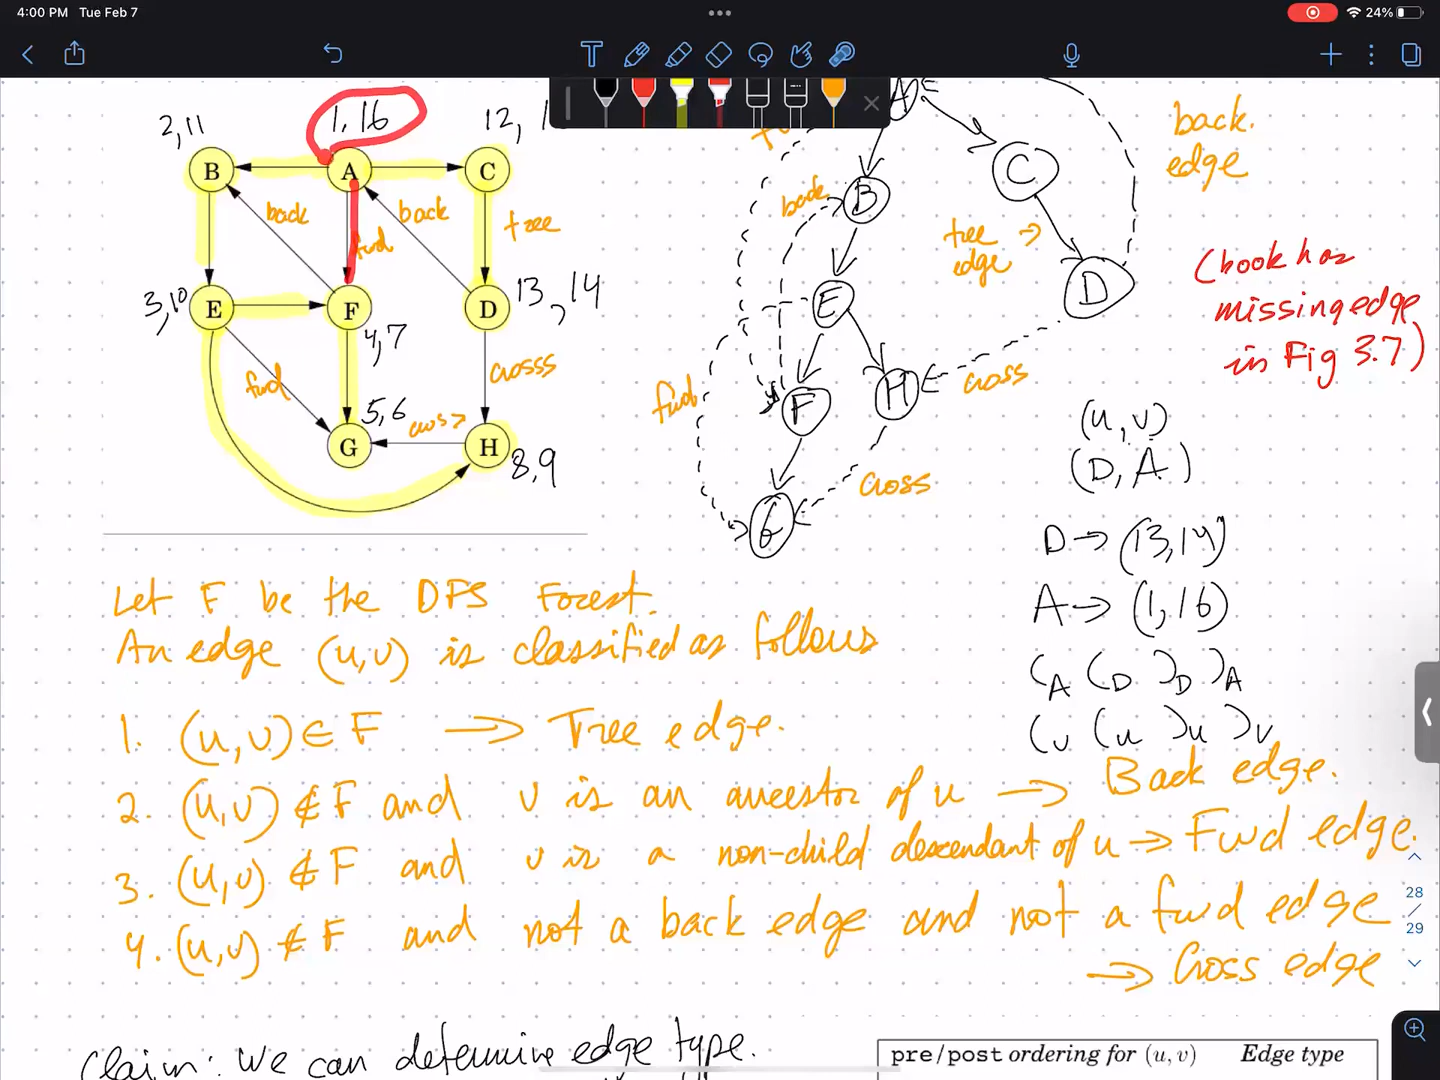 4:00 PM Tue Feb 7
24%
T
1,16
2,11
12, 1
B
A
C
back
fwd
back
tree
3,10
E
F
D
13, 14
4,7
fwd
crosss
5,6
G
H
8,9
A
B
C
back
back.
edge
tree
edge
D
E
fwd
F
H
cross
cross
G
(book has
missing edge
in Fig 3.7)
(u,v)
(D,A)
D → (13,14)
A → (1,16)
(A (D )D )A
(v (u )u )v
Let F be the DFS Forest.
An edge (u,v) is classified as follows
1. (u,v) ∈ F → Tree edge.
2. (u,v) ∉ F and v is an ancestor of u → Back edge.
3. (u,v) ∉ F and v is a non-child descendant of u → Fwd edge.
4. (u,v) ∉ F and not a back edge and not a fwd edge
→ Cross edge
28
/
29
Claim: We can determine edge type.
pre/post ordering for (u, v) Edge type